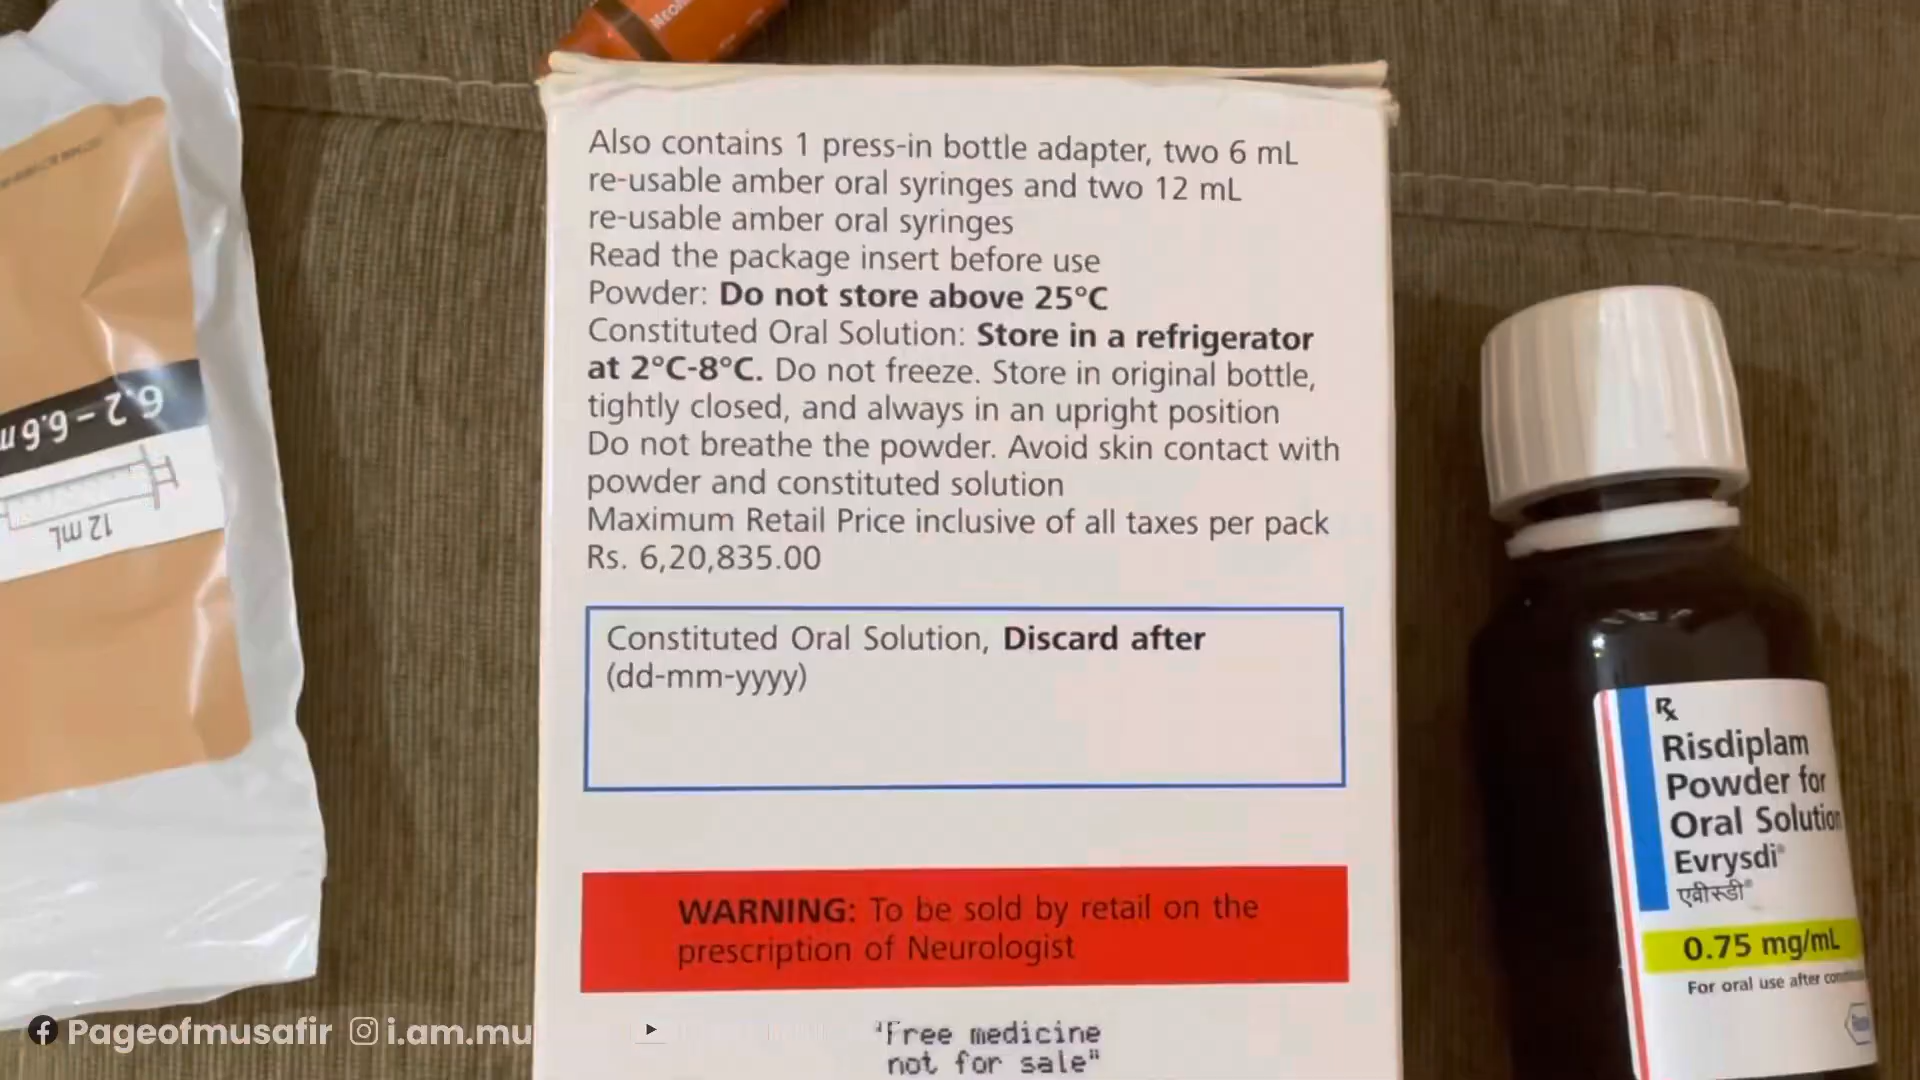 Also contains 1 press-in bottle adapter, two 6 mL
re-usable amber oral syringes and two 12 mL
re-usable amber oral syringes
Read the package insert before use
Powder: Do not store above 25°C
Constituted Oral Solution: Store in a refrigerator
at 2°C-8°C. Do not freeze. Store in original bottle,
tightly closed, and always in an upright position
Do not breathe the powder. Avoid skin contact with
powder and constituted solution
Maximum Retail Price inclusive of all taxes per pack
Rs. 6,20,835.00
Constituted Oral Solution, Discard after
(dd-mm-yyyy)
WARNING: To be sold by retail on the
prescription of Neurologist
"Free medicine
not for sale"
6.2 – 6.6
12 mL
Rx
Risdiplam
Powder for
Oral Solution
Evrysdi®
एवीस्डी®
0.75 mg/mL
For oral use after
Pageofmusafir i.am.mu